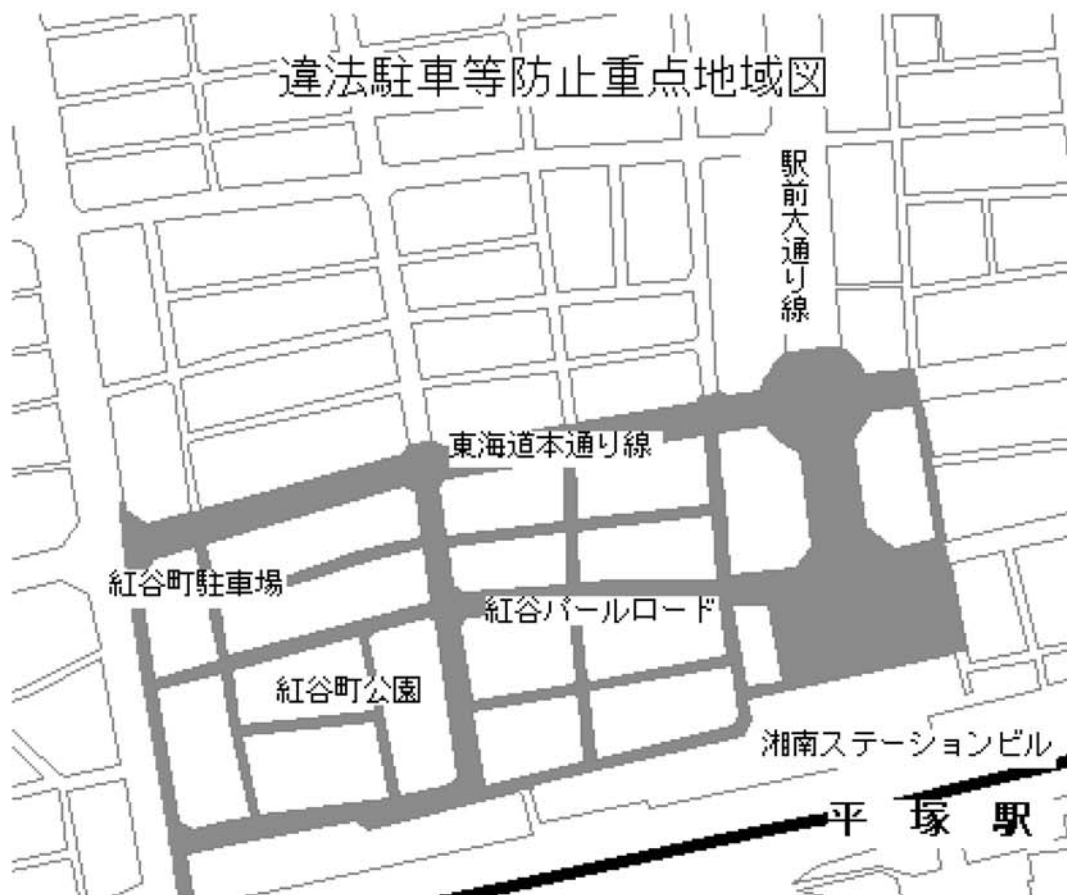 違法駐車等防止重点地域図
駅前大通り線
東海道本通り線
紅谷町駐車場
紅谷パールロード
紅谷町公園
湘南ステーションビル
平塚駅